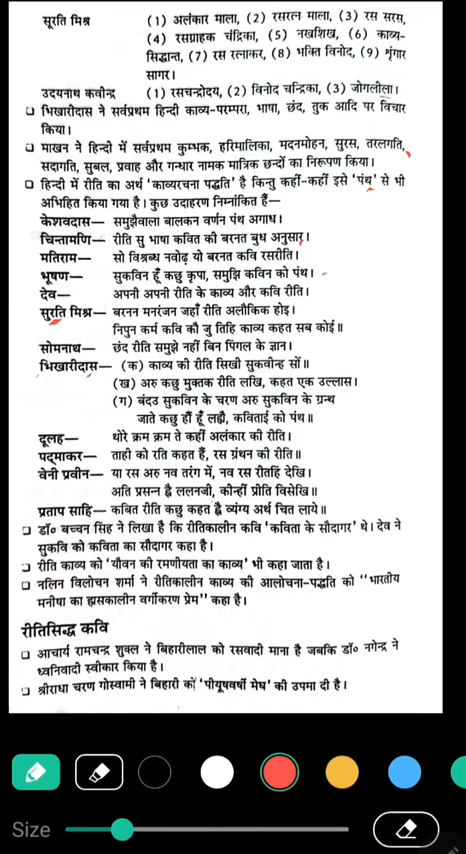 सूरति मिश्र (1) अलंकार माला, (2) रसरत्न माला, (3) रस सरस,
(4) रसग्राहक चंद्रिका, (5) नखशिख, (6) काव्य-
सिद्धान्त, (7) रस रत्नाकर, (8) भक्ति विनोद, (9) शृंगार
सागर।
उदयनाथ कवीन्द्र (1) रसचन्द्रोदय, (2) विनोद चन्द्रिका, (3) जोगलीला।
❑ भिखारीदास ने सर्वप्रथम हिन्दी काव्य-परम्परा, भाषा, छंद, तुक आदि पर विचार
किया।
❑ माखन ने हिन्दी में सर्वप्रथम कुम्भक, हरिमालिका, मदनमोहन, सुरस, तरलगति,
सदागति, सुबल, प्रवाह और गन्धार नामक मात्रिक छन्दों का निरूपण किया।
❑ हिन्दी में रीति का अर्थ 'काव्यरचना पद्धति' है किन्तु कहीं-कहीं इसे 'पंथ' से भी
अभिहित किया गया है। कुछ उदाहरण निम्नांकित हैं—
केशवदास— समुझैवाला बालकन वर्णन पंथ अगाध।
चिन्तामणि— रीति सु भाषा कवित की बरनत बुध अनुसार।
मतिराम— सो विश्रब्ध नवोढ़ यो बरनत कवि रसरीति।
भूषण— सुकविन हूँ कछु कृपा, समुझि कविन को पंथ।
देव— अपनी अपनी रीति के काव्य और कवि रीति।
सुरति मिश्र— बरनन मनरंजन जहाँ रीति अलौकिक होइ।
निपुन कर्म कवि कौ जु तिहि काव्य कहत सब कोई॥
सोमनाथ— छंद रीति समुझे नहीं बिन पिंगल के ज्ञान।
भिखारीदास— (क) काव्य की रीति सिखी सुकवीन्ह सों॥
(ख) अरु कछु मुक्तक रीति लखि, कहत एक उल्लास।
(ग) बंदउ सुकविन के चरण अरु सुकविन के ग्रन्थ
जाते कछु हौं हूँ लह्यौ, कविताई को पंथ॥
दूलह— थोरे क्रम क्रम ते कहीं अलंकार की रीति।
पद्माकर— ताही को रति कहत हैं, रस ग्रंथन की रीति॥
वेनी प्रवीन— या रस अरु नव तरंग में, नव रस रीतहिं देखि।
अति प्रसन्न ह्वै ललनजी, कीन्हीं प्रीति विसेखि॥
प्रताप साहि— कबित रीति कछु कहत ह्वै व्यंग्य अर्थ चित लाये॥
❑ डॉ॰ बच्चन सिंह ने लिखा है कि रीतिकालीन कवि 'कविता के सौदागर' थे। देव ने
सुकवि को कविता का सौदागर कहा है।
❑ रीति काव्य को 'यौवन की रमणीयता का काव्य' भी कहा जाता है।
❑ नलिन विलोचन शर्मा ने रीतिकालीन काव्य की आलोचना-पद्धति को ''भारतीय
मनीषा का ह्रासकालीन वर्गीकरण प्रेम'' कहा है।
रीतिसिद्ध कवि
❑ आचार्य रामचन्द्र शुक्ल ने बिहारीलाल को रसवादी माना है जबकि डॉ॰ नगेन्द्र ने
ध्वनिवादी स्वीकार किया है।
❑ श्रीराधा चरण गोस्वामी ने बिहारी को 'पीयूषवर्षी मेघ' की उपमा दी है।
Size